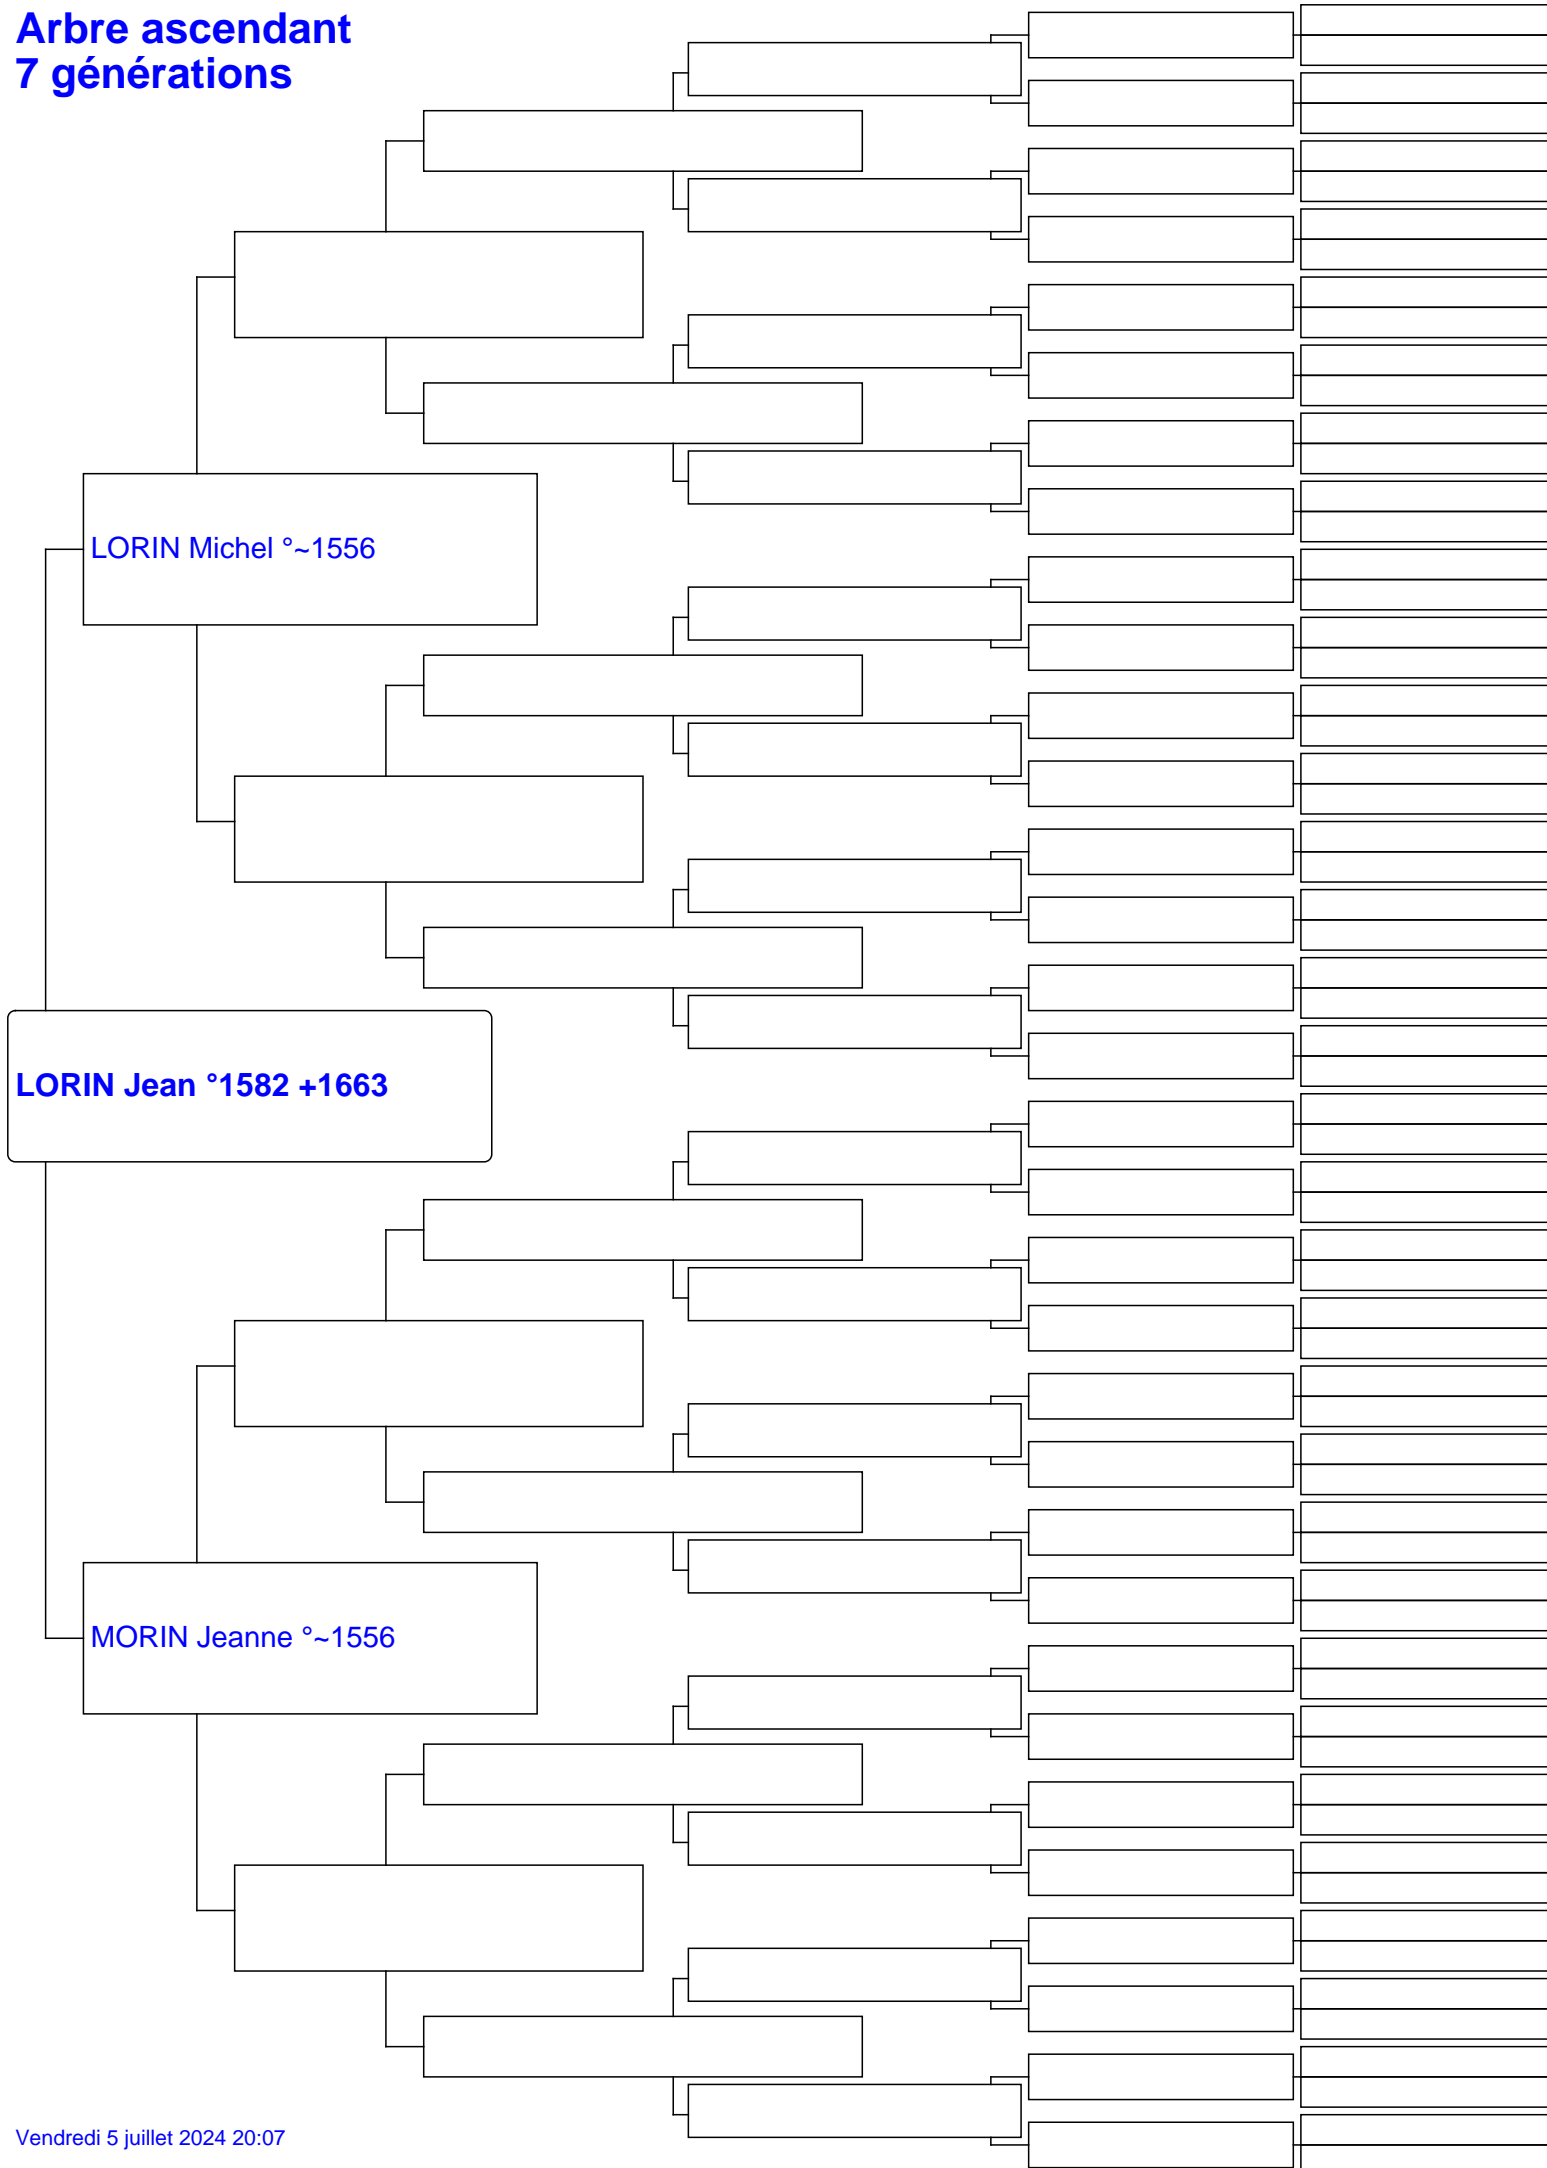 Arbre ascendant
7 générations
LORIN Michel °~1556
LORIN Jean °1582 +1663
MORIN Jeanne °~1556
Vendredi 5 juillet 2024 20:07